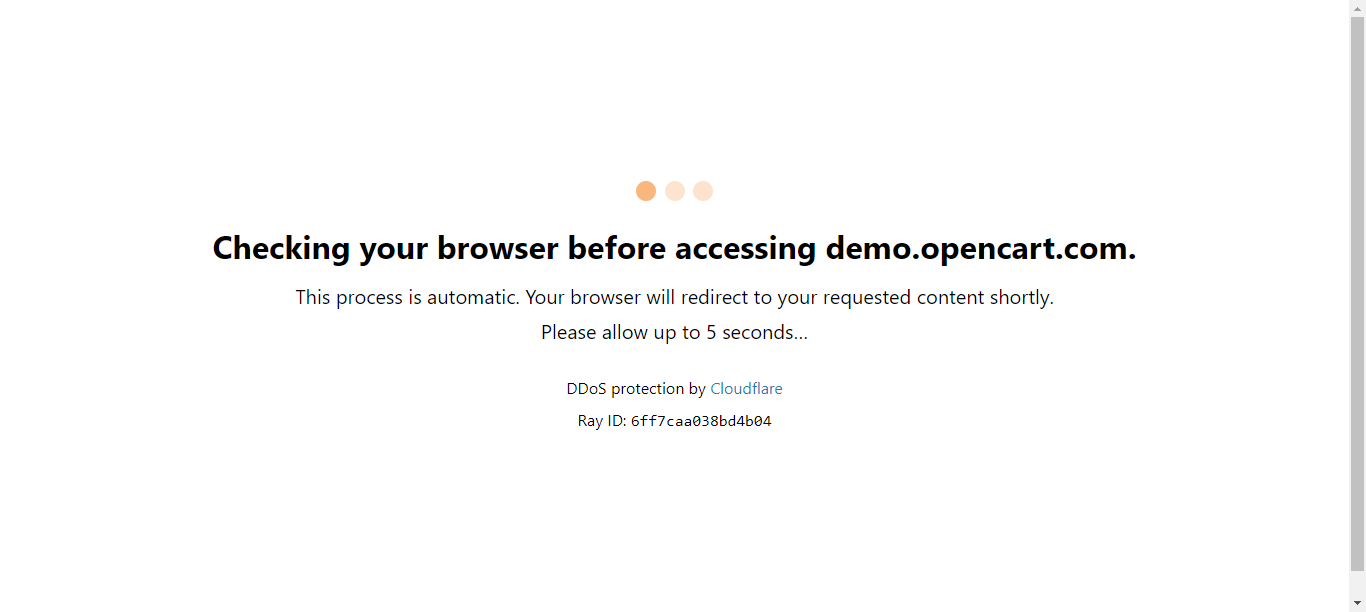 Checking your browser before accessing demo.opencart.com.
This process is automatic. Your browser will redirect to your requested content shortly.
Please allow up to 5 seconds...
DDoS protection by Cloudflare
Ray ID: 6ff7caa038bd4b04